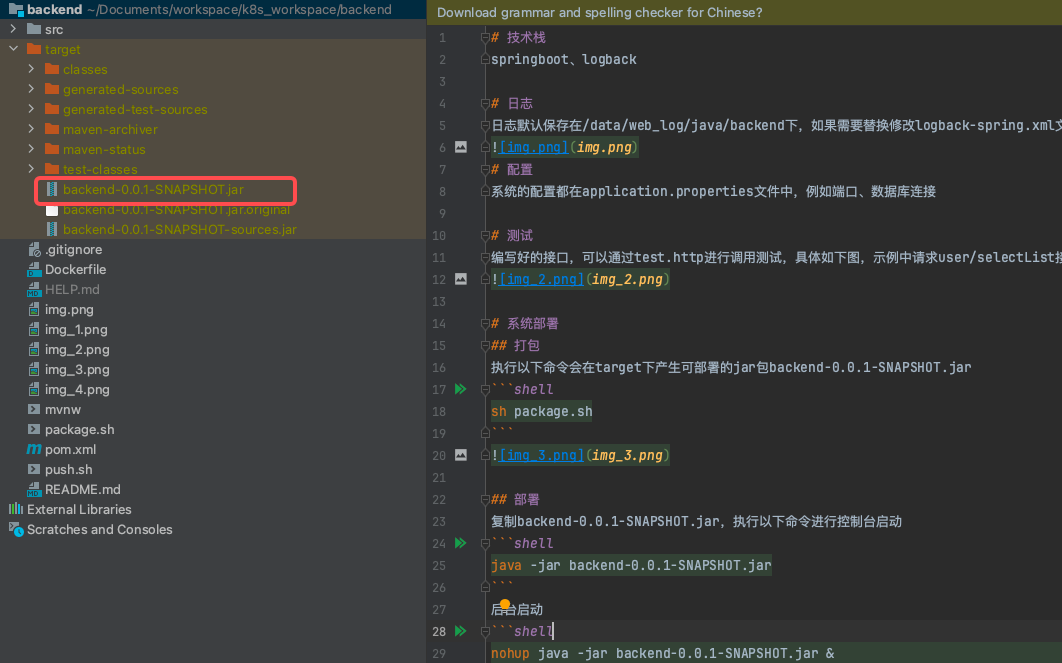 backend ~/Documents/workspace/k8s_workspace/backend
src
target
classes
generated-sources
generated-test-sources
maven-archiver
maven-status
test-classes
backend-0.0.1-SNAPSHOT.jar
backend-0.0.1-SNAPSHOT.jar.original
backend-0.0.1-SNAPSHOT-sources.jar
.gitignore
Dockerfile
HELP.md
img.png
img_1.png
img_2.png
img_3.png
img_4.png
mvnw
package.sh
pom.xml
push.sh
README.md
External Libraries
Scratches and Consoles
Download grammar and spelling checker for Chinese?
1 # 技术栈
2 springboot、logback
3
4 # 日志
5 日志默认保存在/data/web_log/java/backend下，如果需要替换修改logback-spring.xml文
6 ![img.png](img.png)
7 # 配置
8 系统的配置都在application.properties文件中，例如端口、数据库连接
9
10 # 测试
11 编写好的接口，可以通过test.http进行调用测试，具体如下图，示例中请求user/selectList接
12 ![img_2.png](img_2.png)
13
14 # 系统部署
15 ## 打包
16 执行以下命令会在target下产生可部署的jar包backend-0.0.1-SNAPSHOT.jar
17 ```shell
18 sh package.sh
19 ```
20 ![img_3.png](img_3.png)
21
22 ## 部署
23 复制backend-0.0.1-SNAPSHOT.jar，执行以下命令进行控制台启动
24 ```shell
25 java -jar backend-0.0.1-SNAPSHOT.jar
26 ```
27 后台启动
28 ```shell
29 nohup java -jar backend-0.0.1-SNAPSHOT.jar &